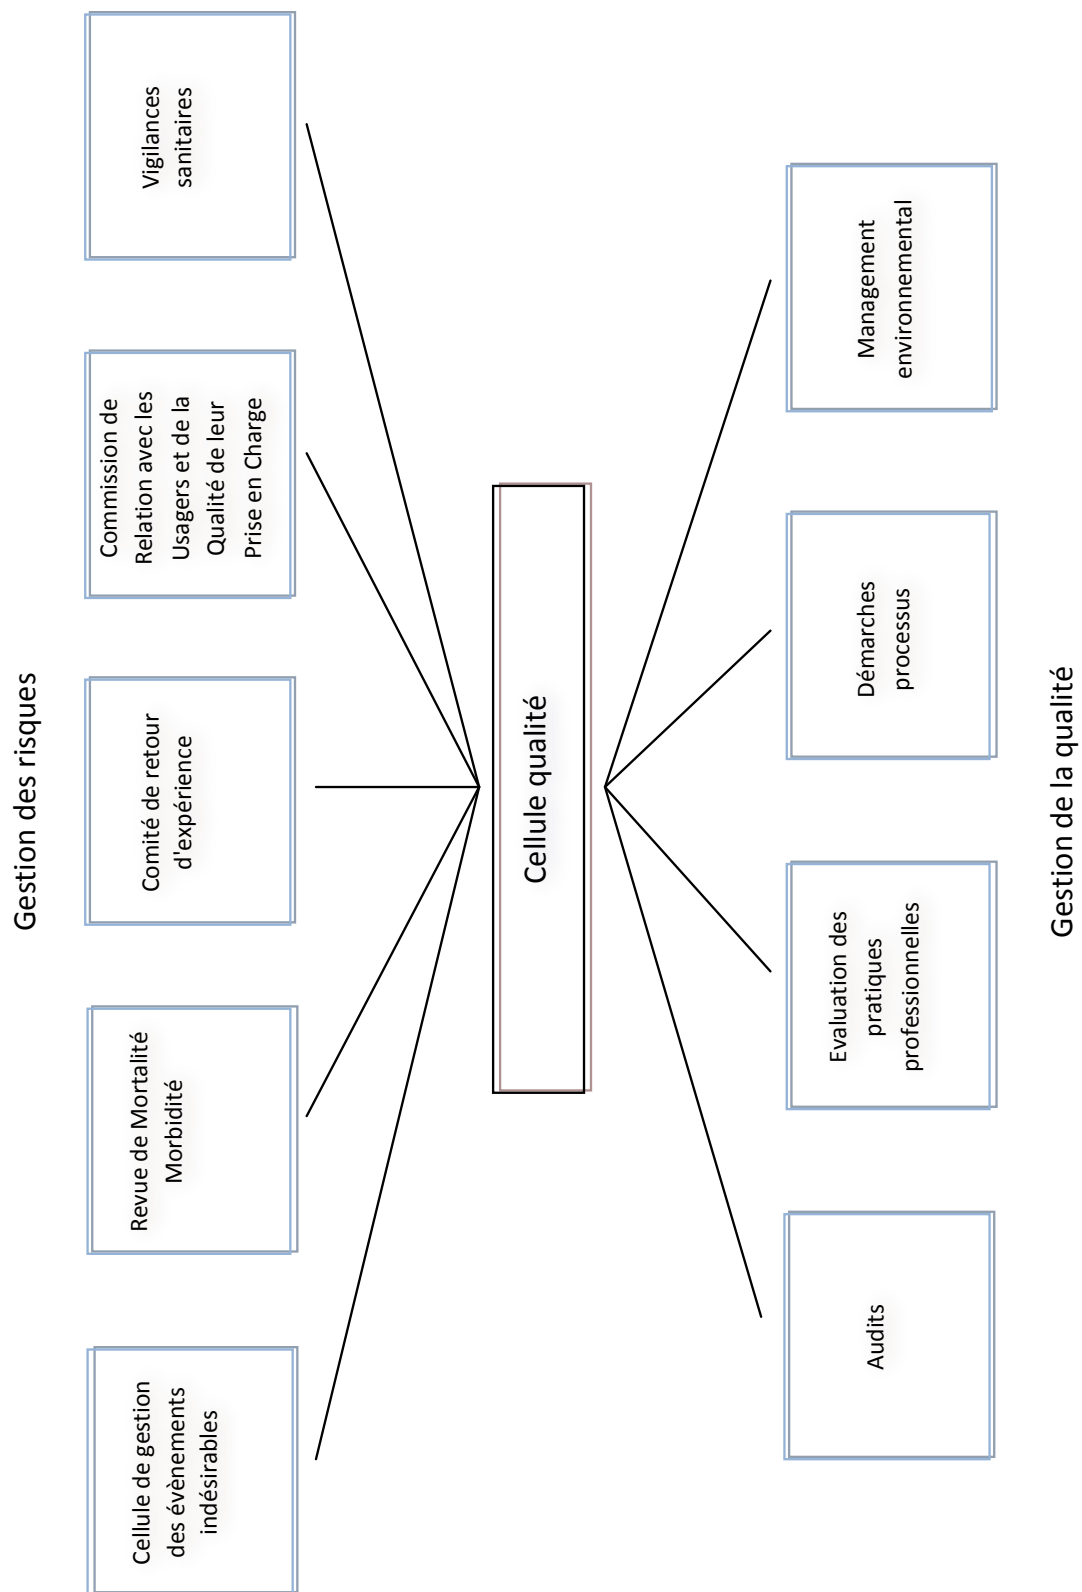 Gestion des risques
Cellule de gestion
des évènements
indésirables
Revue de Mortalité
Morbidité
Comité de retour
d'expérience
Commission de
Relation avec les
Usagers et de la
Qualité de leur
Prise en Charge
Vigilances
sanitaires
Cellule qualité
Audits
Evaluation des
pratiques
professionnelles
Démarches
processus
Management
environnemental
Gestion de la qualité